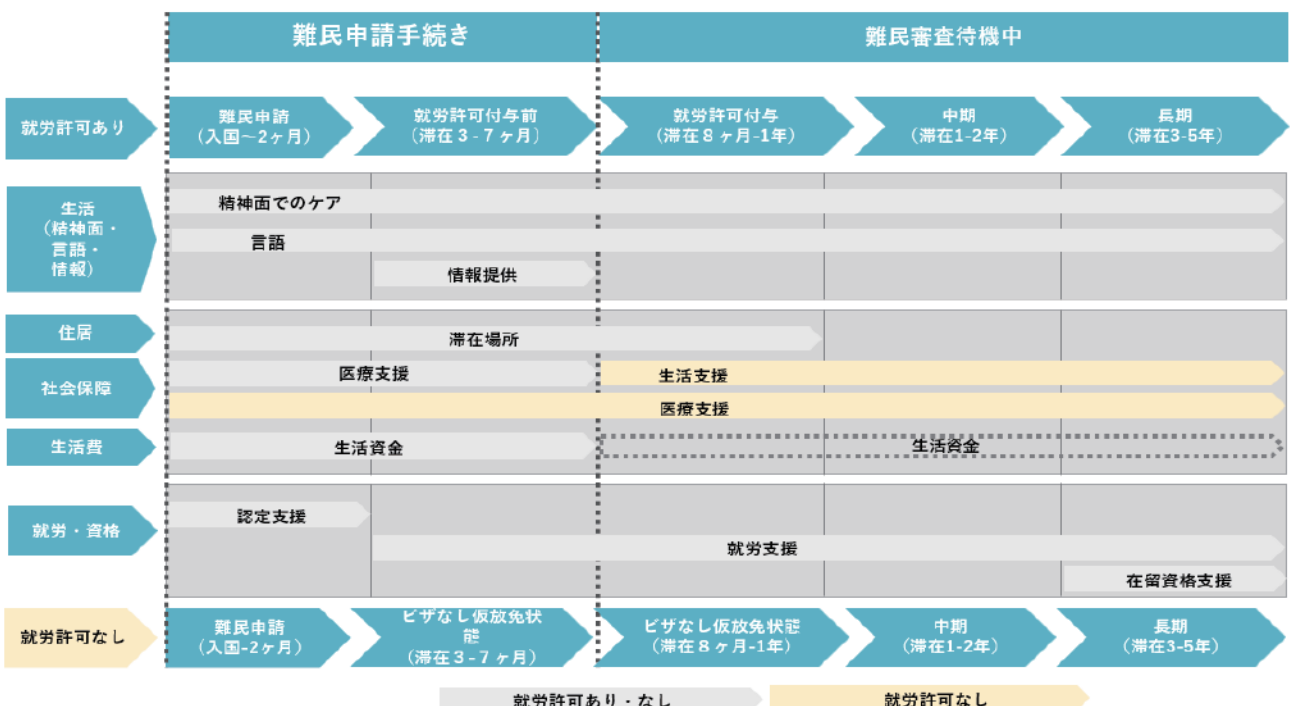 難民申請手続き
難民審査待機中
就労許可あり
難民申請
(入国〜2ヶ月)
就労許可付与前
(滞在3-7ヶ月)
就労許可付与
(滞在8ヶ月-1年)
中期
(滞在1-2年)
長期
(滞在3-5年)
生活
(精神面・
言語・
情報)
精神面でのケア
言語
情報提供
住居
滞在場所
社会保障
医療支援
生活支援
医療支援
生活費
生活資金
生活資金
就労・資格
認定支援
就労支援
在留資格支援
就労許可なし
難民申請
(入国-2ヶ月)
ビザなし仮放免状
態
(滞在3-7ヶ月)
ビザなし仮放免状態
(滞在8ヶ月-1年)
中期
(滞在1-2年)
長期
(滞在3-5年)
就労許可あり・なし
就労許可なし